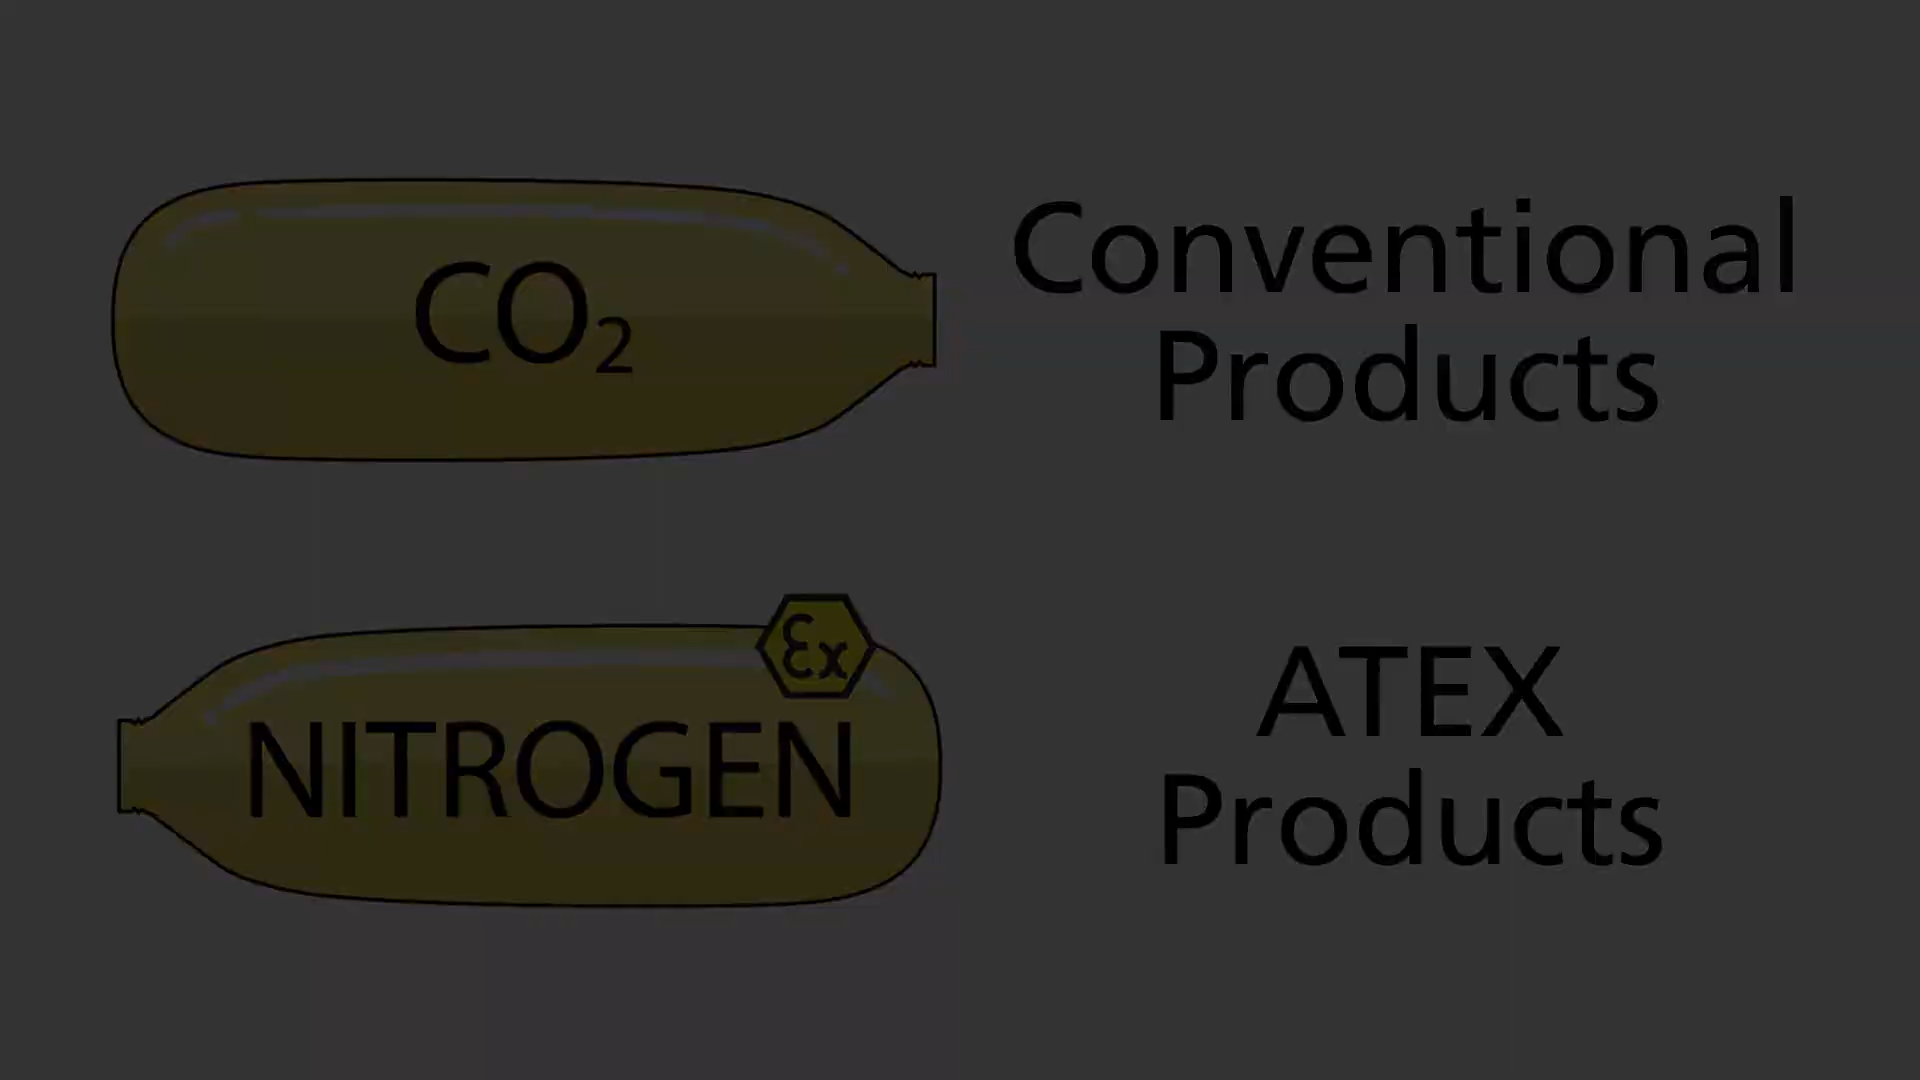 CO₂
Conventional
Products
Ex
NITROGEN
ATEX
Products